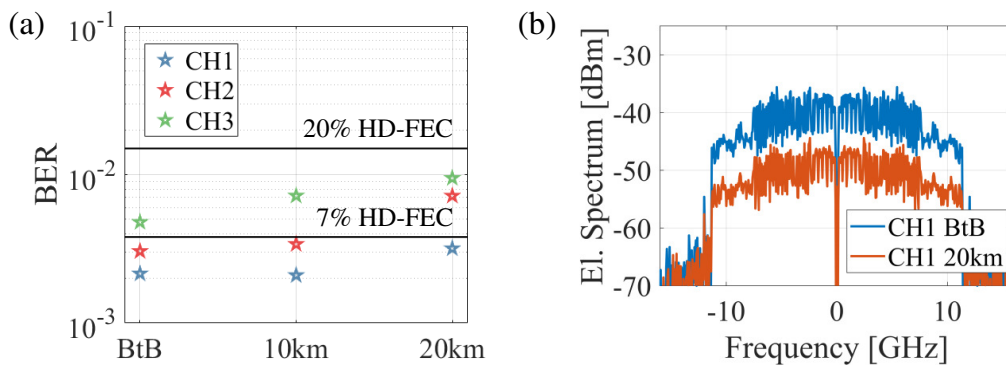 (a)
BER
10^-1
10^-2
10^-3
CH1
CH2
CH3
20% HD-FEC
7% HD-FEC
BtB
10km
20km
(b)
El. Spectrum [dBm]
-30
-40
-50
-60
-70
CH1 BtB
CH1 20km
-10
0
10
Frequency [GHz]